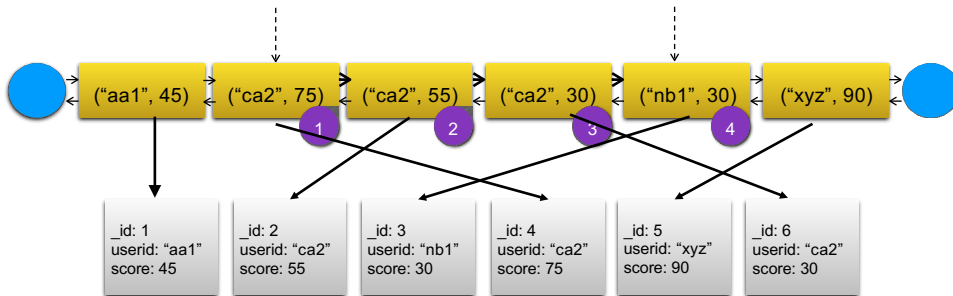 (“aa1”, 45)
(“ca2”, 75)
(“ca2”, 55)
(“ca2”, 30)
(“nb1”, 30)
(“xyz”, 90)
1
2
3
4
_id: 1
userid: “aa1”
score: 45
_id: 2
userid: “ca2”
score: 55
_id: 3
userid: “nb1”
score: 30
_id: 4
userid: “ca2”
score: 75
_id: 5
userid: “xyz”
score: 90
_id: 6
userid: “ca2”
score: 30